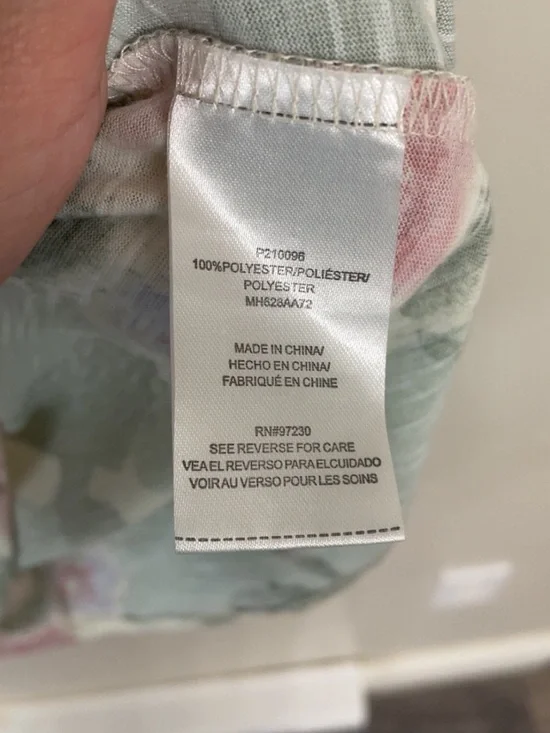 P210096
100%POLYESTER/POLIÉSTER/
POLYESTER
MH628AA72
MADE IN CHINA/
HECHO EN CHINA/
FABRIQUÉ EN CHINE
RN#97230
SEE REVERSE FOR CARE
VEA EL REVERSO PARA EL CUIDADO
VOIR AU VERSO POUR LES SOINS